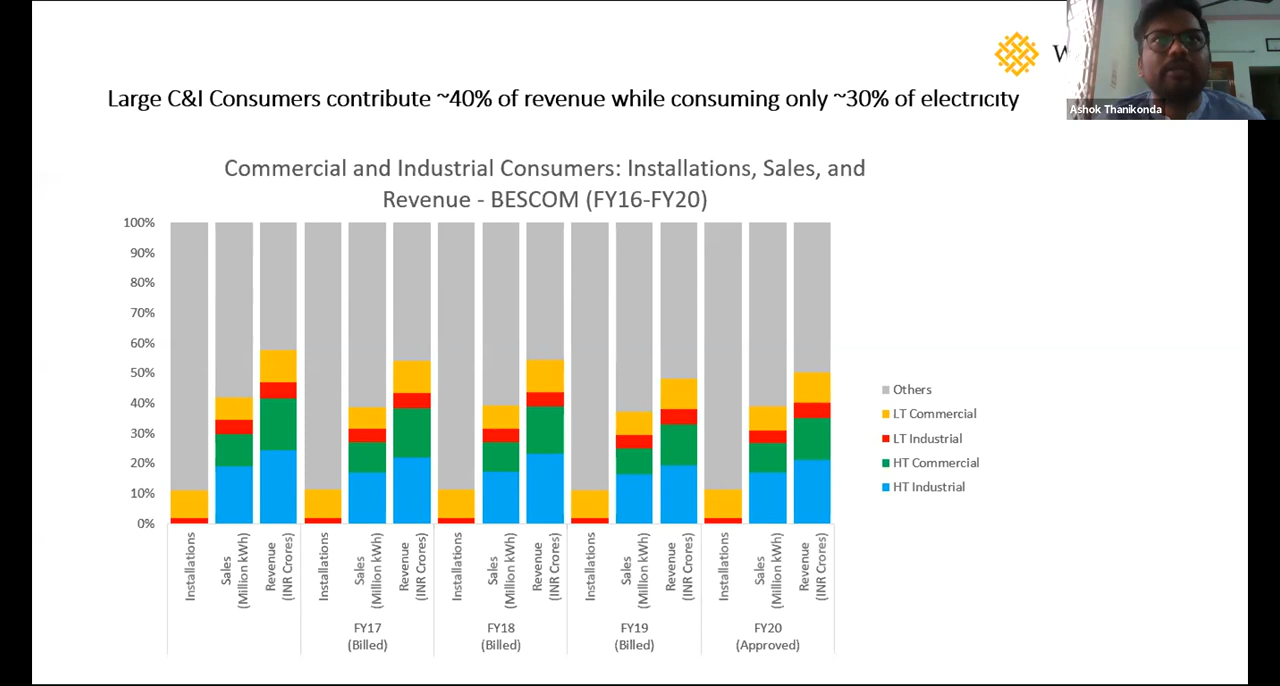 W
Ashok Thanikonda
Large C&I Consumers contribute ~40% of revenue while consuming only ~30% of electricity
Commercial and Industrial Consumers: Installations, Sales, and
Revenue - BESCOM (FY16-FY20)
100%
90%
80%
70%
60%
50%
40%
30%
20%
10%
0%
Others
LT Commercial
LT Industrial
HT Commercial
HT Industrial
Installations
Sales
(Million kWh)
Revenue
(INR Crores)
Installations
Sales
(Million kWh)
Revenue
(INR Crores)
Installations
Sales
(Million kWh)
Revenue
(INR Crores)
Installations
Sales
(Million kWh)
Revenue
(INR Crores)
Installations
Sales
(Million kWh)
Revenue
(INR Crores)
FY17
(Billed)
FY18
(Billed)
FY19
(Billed)
FY20
(Approved)